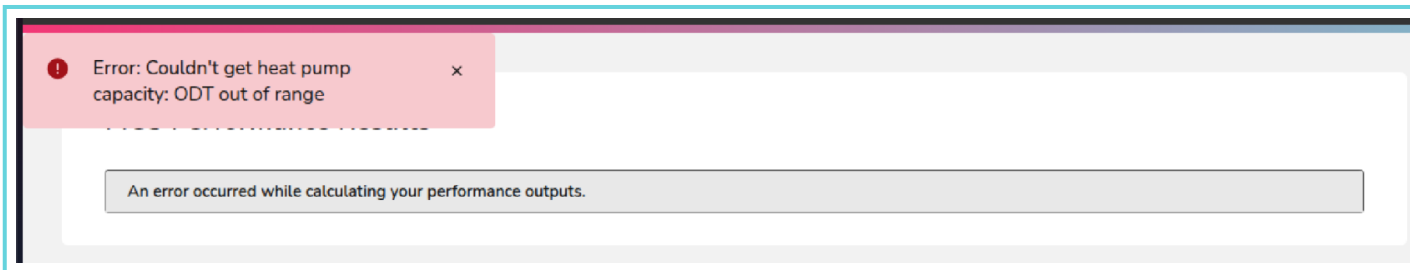 Error: Couldn't get heat pump
capacity: ODT out of range
An error occurred while calculating your performance outputs.